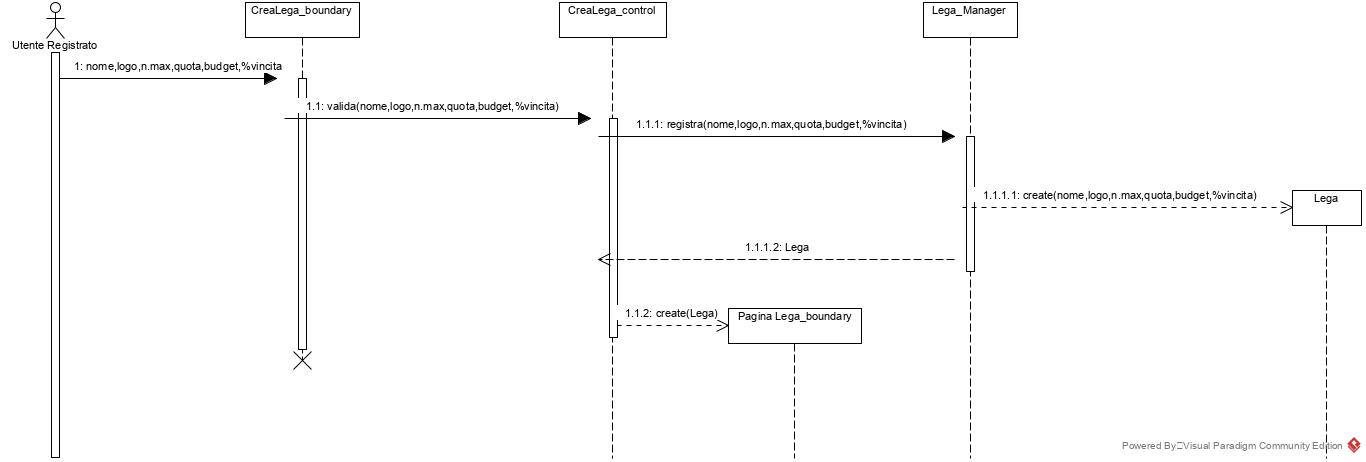 CreaLega_boundary
CreaLega_control
Lega_Manager
Utente Registrato
1: nome,logo,n.max,quota,budget,%vincita
1.1: valida(nome,logo,n.max,quota,budget,%vincita)
1.1.1: registra(nome,logo,n.max,quota,budget,%vincita)
1.1.1.1: create(nome,logo,n.max,quota,budget,%vincita)
Lega
1.1.1.2: Lega
1.1.2: create(Lega)
Pagina Lega_boundary
Powered By Visual Paradigm Community Edition